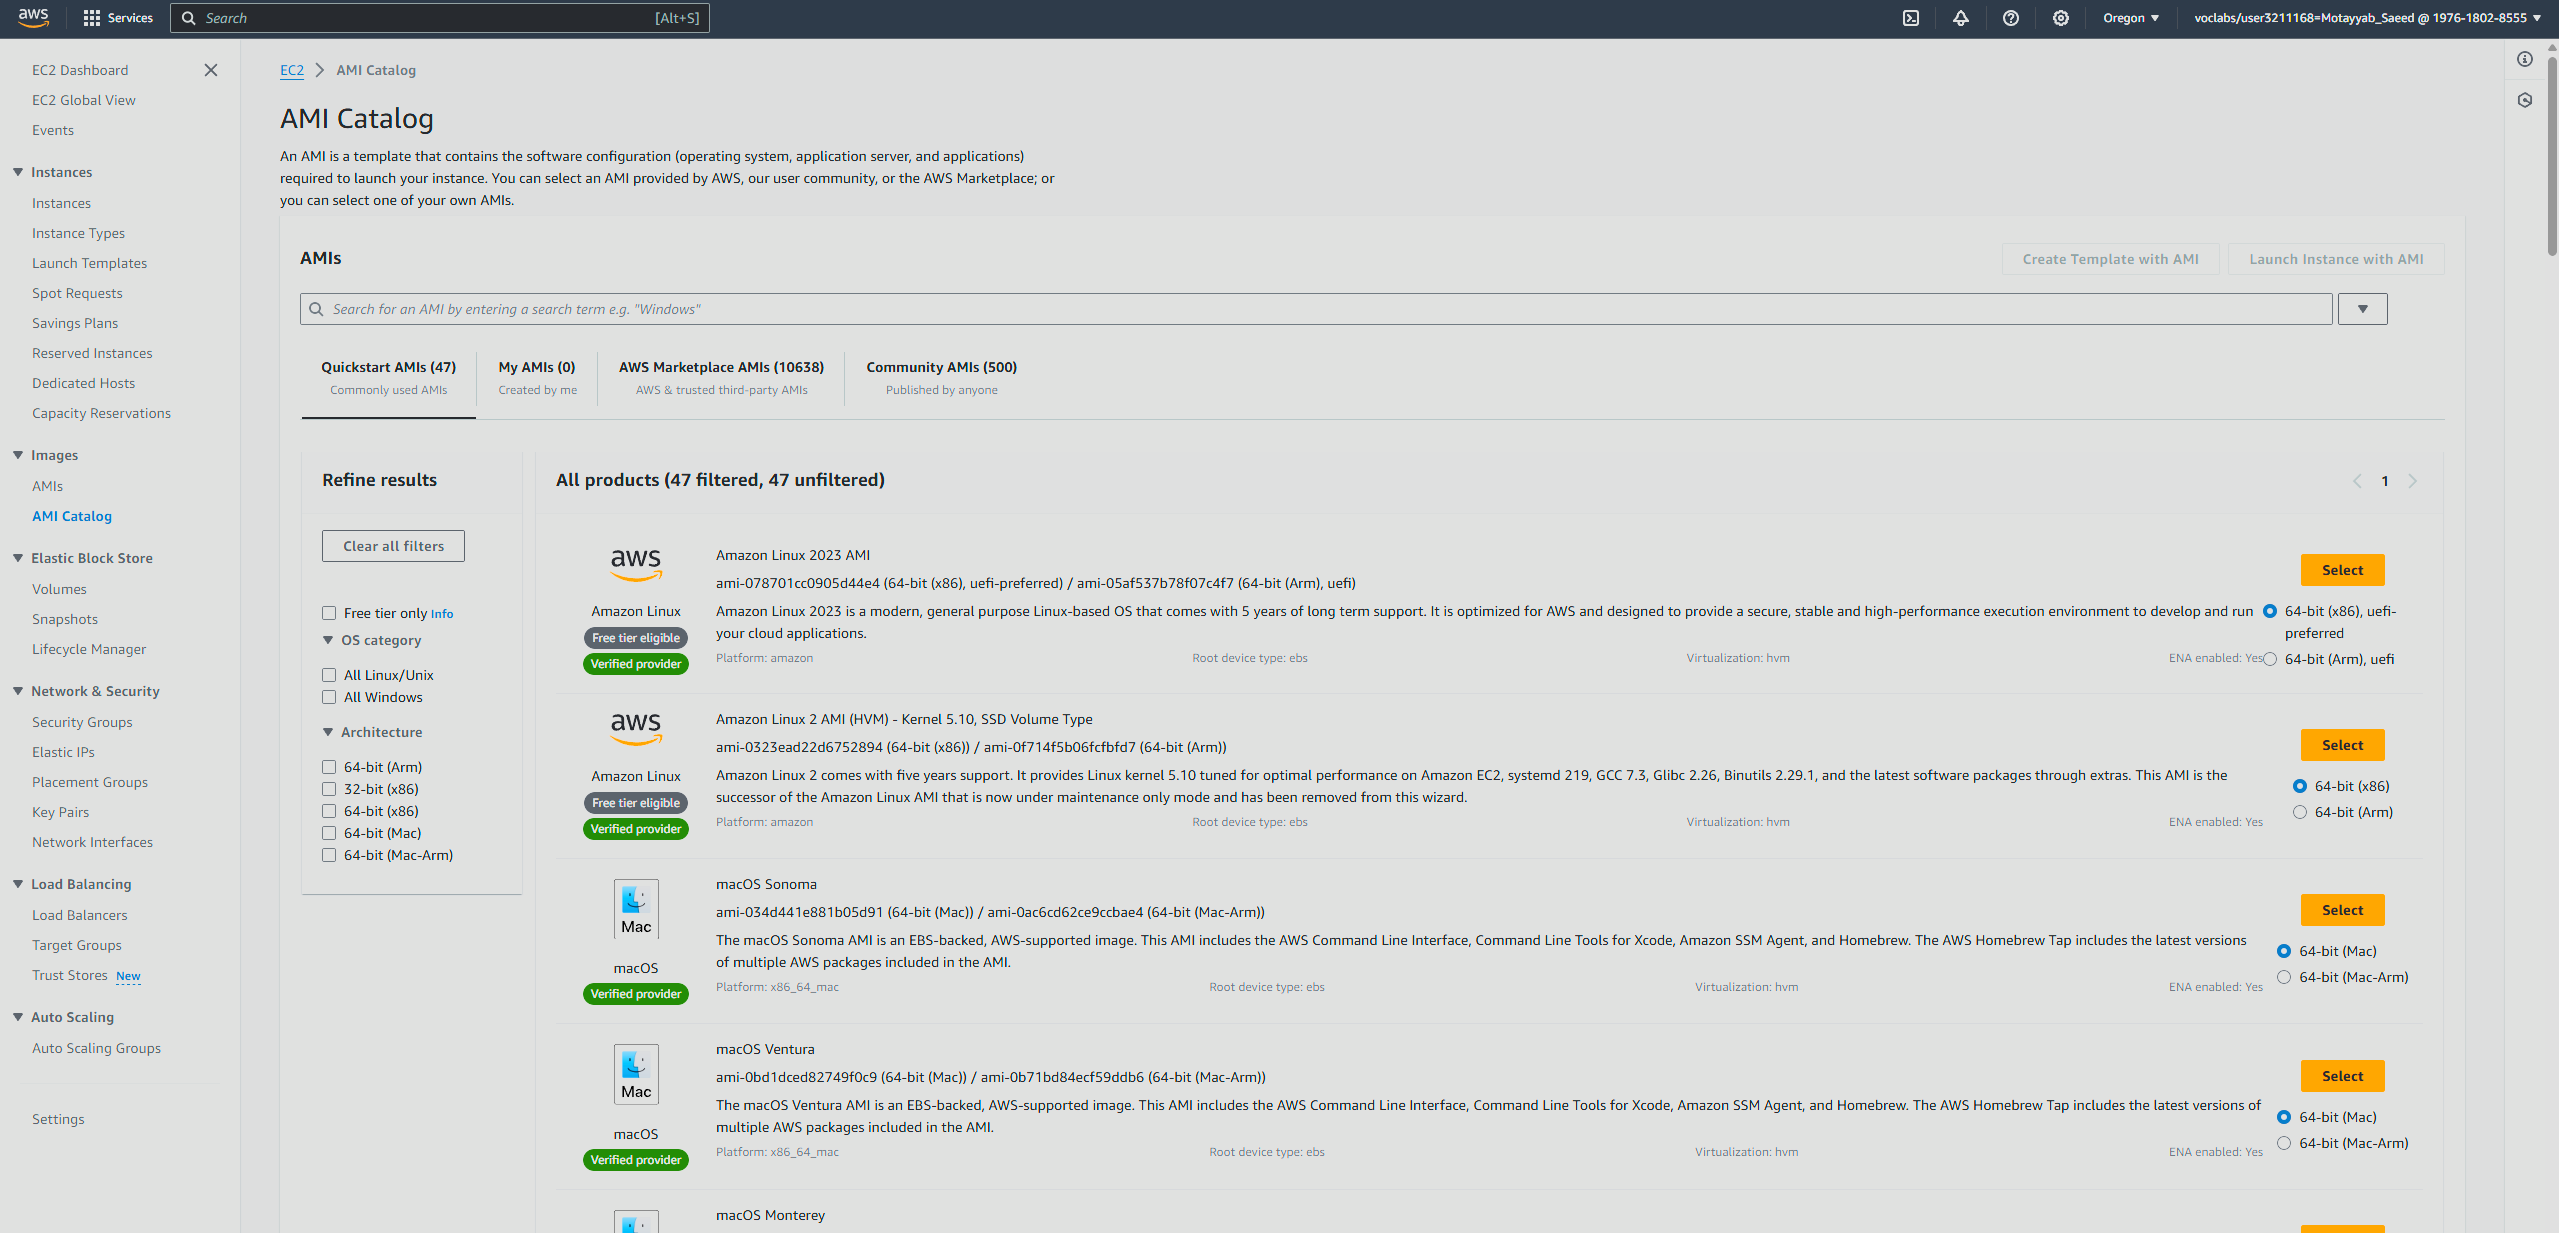 aws
Services
Search
[Alt+S]
Oregon
voclabs/user3211168=Motayyab_Saeed @ 1976-1802-8555
EC2 Dashboard
EC2 Global View
Events
Instances
Instances
Instance Types
Launch Templates
Spot Requests
Savings Plans
Reserved Instances
Dedicated Hosts
Capacity Reservations
Images
AMIs
AMI Catalog
Elastic Block Store
Volumes
Snapshots
Lifecycle Manager
Network & Security
Security Groups
Elastic IPs
Placement Groups
Key Pairs
Network Interfaces
Load Balancing
Load Balancers
Target Groups
Trust Stores New
Auto Scaling
Auto Scaling Groups
Settings
EC2 AMI Catalog
AMI Catalog
An AMI is a template that contains the software configuration (operating system, application server, and applications)
required to launch your instance. You can select an AMI provided by AWS, our user community, or the AWS Marketplace; or
you can select one of your own AMIs.
AMIs
Create Template with AMI
Launch Instance with AMI
Search for an AMI by entering a search term e.g. "Windows"
Quickstart AMIs (47)
Commonly used AMIs
My AMIs (0)
Created by me
AWS Marketplace AMIs (10638)
AWS & trusted third-party AMIs
Community AMIs (500)
Published by anyone
Refine results
Clear all filters
Free tier only Info
OS category
All Linux/Unix
All Windows
Architecture
64-bit (Arm)
32-bit (x86)
64-bit (x86)
64-bit (Mac)
64-bit (Mac-Arm)
All products (47 filtered, 47 unfiltered)
1
aws
Amazon Linux
Free tier eligible
Verified provider
Amazon Linux 2023 AMI
ami-078701cc0905d44e4 (64-bit (x86), uefi-preferred) / ami-05af537b78f07c4f7 (64-bit (Arm), uefi)
Amazon Linux 2023 is a modern, general purpose Linux-based OS that comes with 5 years of long term support. It is optimized for AWS and designed to provide a secure, stable and high-performance execution environment to develop and run
your cloud applications.
Platform: amazon
Root device type: ebs
Virtualization: hvm
ENA enabled: Yes
Select
64-bit (x86), uefi-
preferred
64-bit (Arm), uefi
aws
Amazon Linux
Free tier eligible
Verified provider
Amazon Linux 2 AMI (HVM) - Kernel 5.10, SSD Volume Type
ami-0323ead22d6752894 (64-bit (x86)) / ami-0f714f5b06fcfbfd7 (64-bit (Arm))
Amazon Linux 2 comes with five years support. It provides Linux kernel 5.10 tuned for optimal performance on Amazon EC2, systemd 219, GCC 7.3, Glibc 2.26, Binutils 2.29.1, and the latest software packages through extras. This AMI is the
successor of the Amazon Linux AMI that is now under maintenance only mode and has been removed from this wizard.
Platform: amazon
Root device type: ebs
Virtualization: hvm
ENA enabled: Yes
Select
64-bit (x86)
64-bit (Arm)
Mac
macOS
Verified provider
macOS Sonoma
ami-034d441e881b05d91 (64-bit (Mac)) / ami-0ac6cd62ce9ccbae4 (64-bit (Mac-Arm))
The macOS Sonoma AMI is an EBS-backed, AWS-supported image. This AMI includes the AWS Command Line Interface, Command Line Tools for Xcode, Amazon SSM Agent, and Homebrew. The AWS Homebrew Tap includes the latest versions
of multiple AWS packages included in the AMI.
Platform: x86_64_mac
Root device type: ebs
Virtualization: hvm
ENA enabled: Yes
Select
64-bit (Mac)
64-bit (Mac-Arm)
Mac
macOS
Verified provider
macOS Ventura
ami-0bd1dced82749f0c9 (64-bit (Mac)) / ami-0b71bd84ecf59ddb6 (64-bit (Mac-Arm))
The macOS Ventura AMI is an EBS-backed, AWS-supported image. This AMI includes the AWS Command Line Interface, Command Line Tools for Xcode, Amazon SSM Agent, and Homebrew. The AWS Homebrew Tap includes the latest versions of
multiple AWS packages included in the AMI.
Platform: x86_64_mac
Root device type: ebs
Virtualization: hvm
ENA enabled: Yes
Select
64-bit (Mac)
64-bit (Mac-Arm)
macOS Monterey